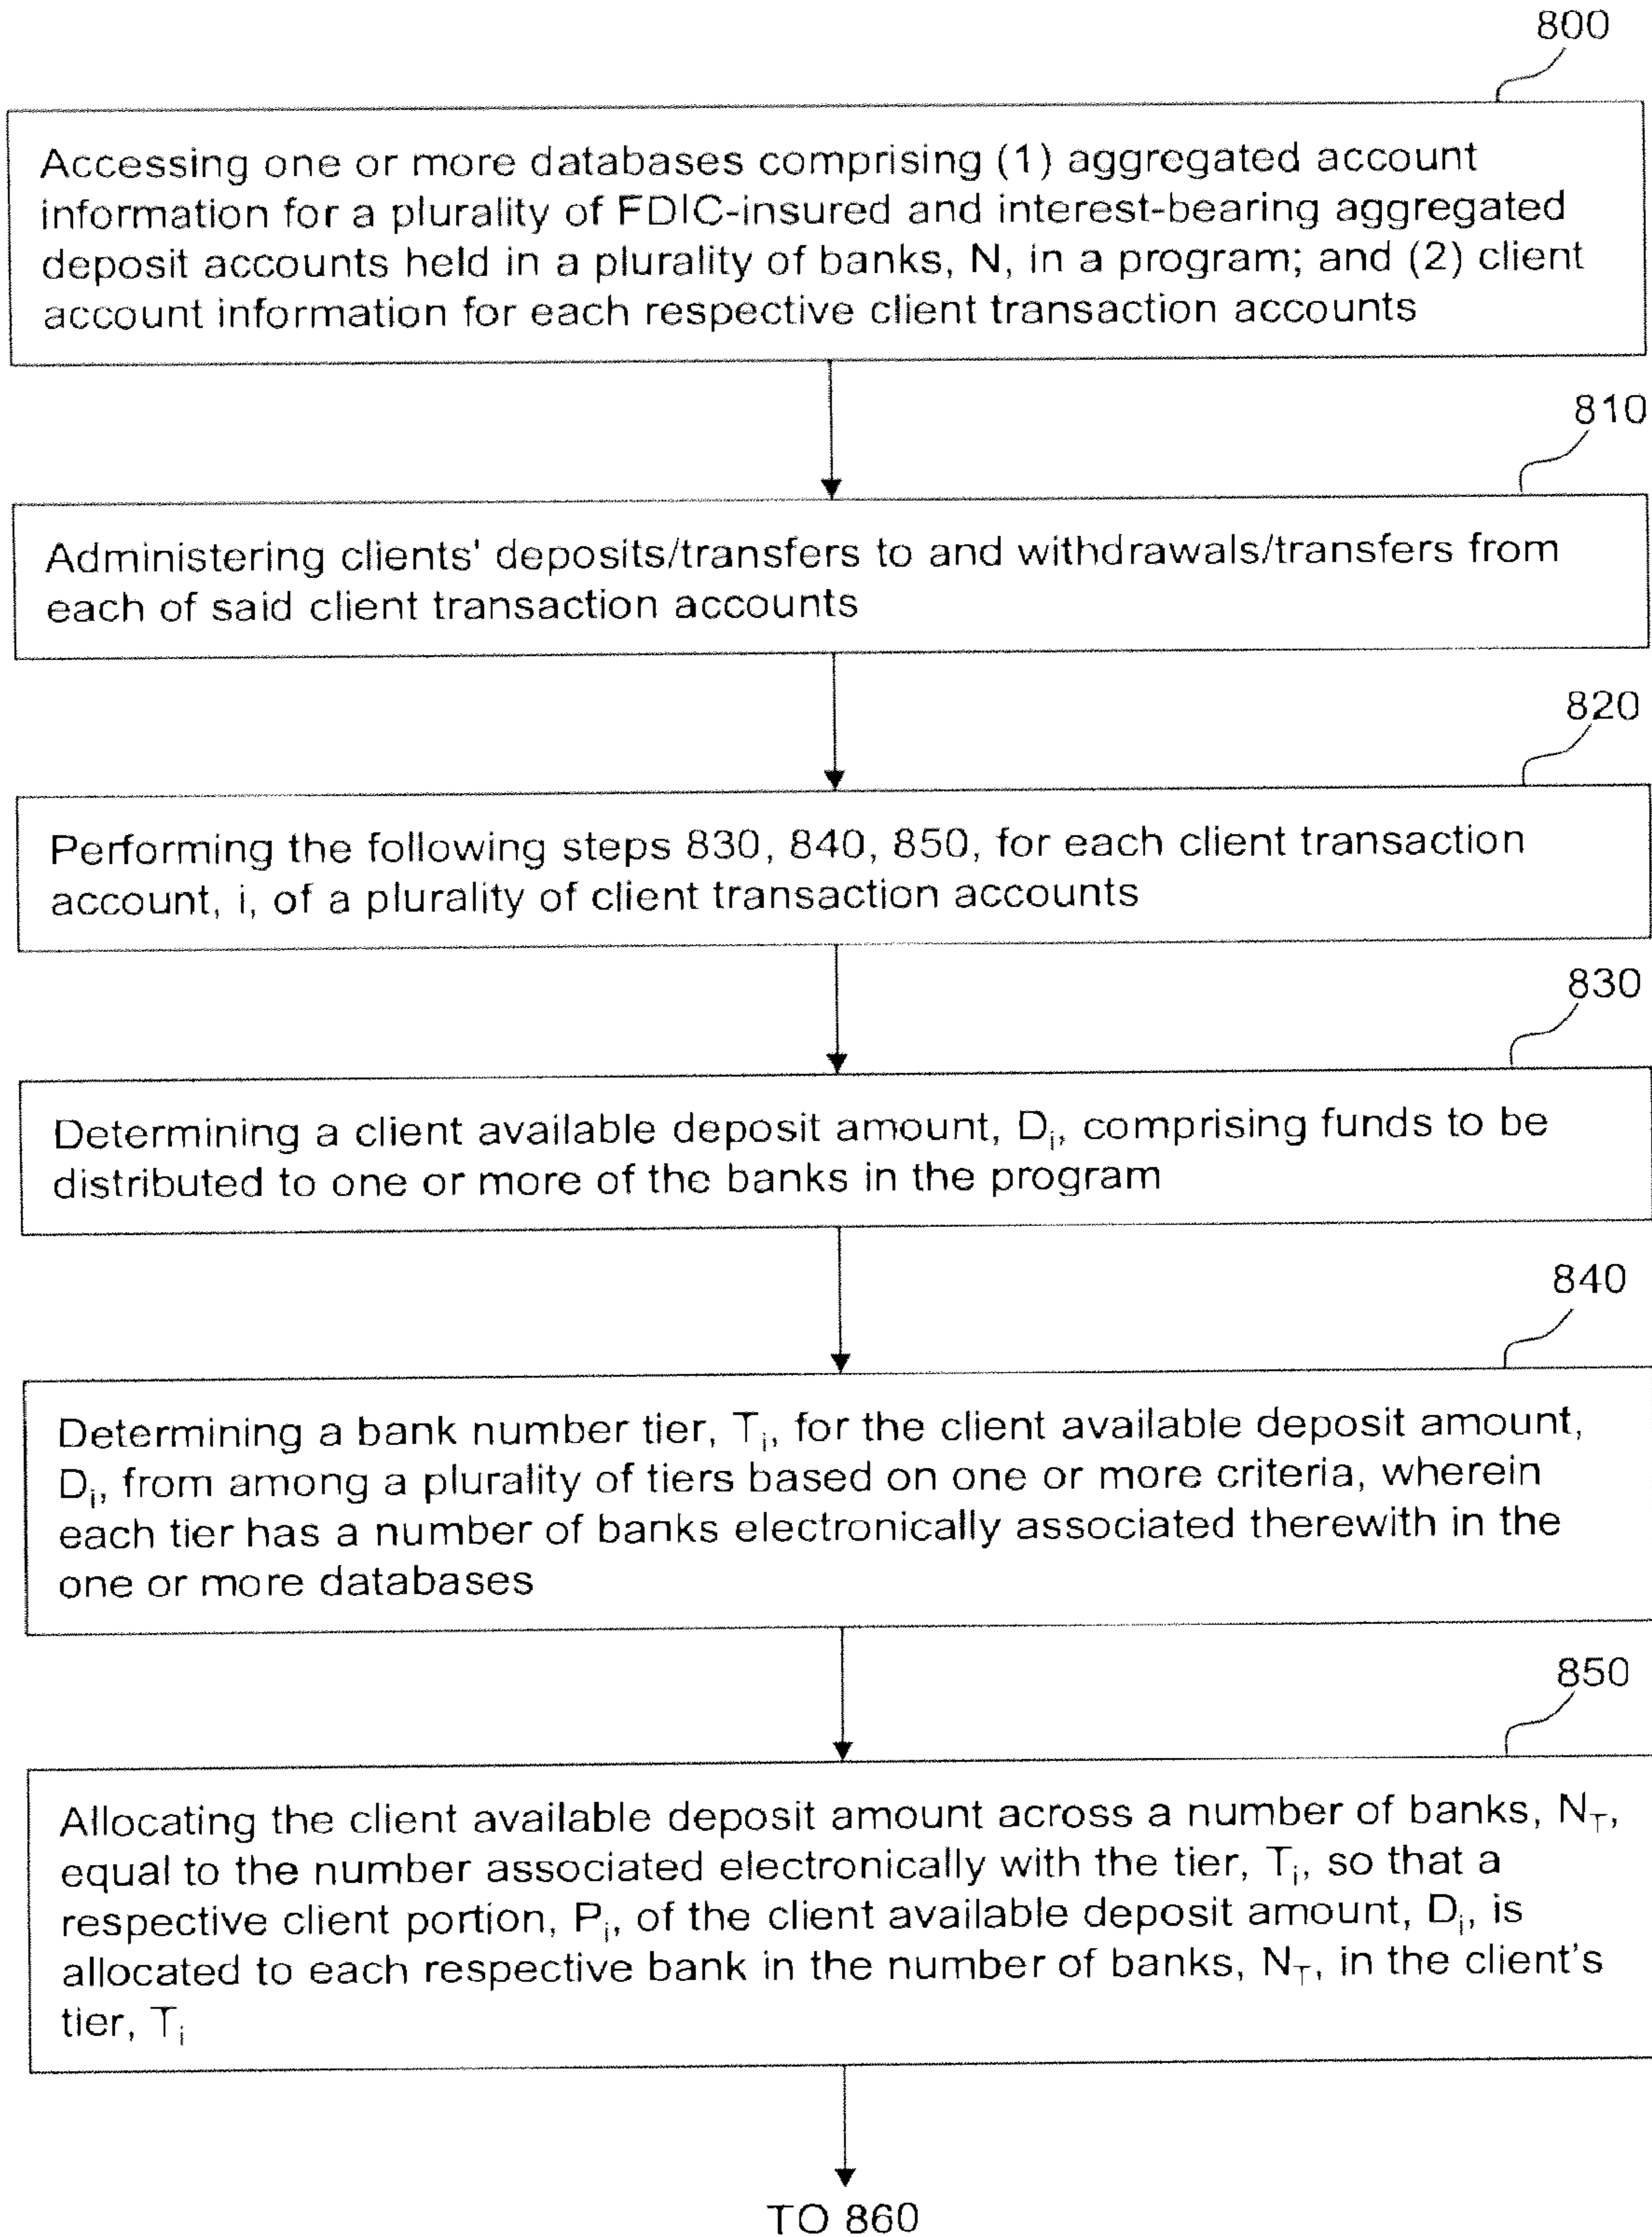 800
Accessing one or more databases comprising (1) aggregated account
information for a plurality of FDIC-insured and interest-bearing aggregated
deposit accounts held in a plurality of banks, N, in a program; and (2) client
account information for each respective client transaction accounts
810
Administering clients' deposits/transfers to and withdrawals/transfers from
each of said client transaction accounts
820
Performing the following steps 830, 840, 850, for each client transaction
account, i, of a plurality of client transaction accounts
830
Determining a client available deposit amount, Di, comprising funds to be
distributed to one or more of the banks in the program
840
Determining a bank number tier, Ti, for the client available deposit amount,
Di, from among a plurality of tiers based on one or more criteria, wherein
each tier has a number of banks electronically associated therewith in the
one or more databases
850
Allocating the client available deposit amount across a number of banks, NT,
equal to the number associated electronically with the tier, Ti, so that a
respective client portion, Pi, of the client available deposit amount, Di, is
allocated to each respective bank in the number of banks, NT, in the client's
tier, Ti
TO 860